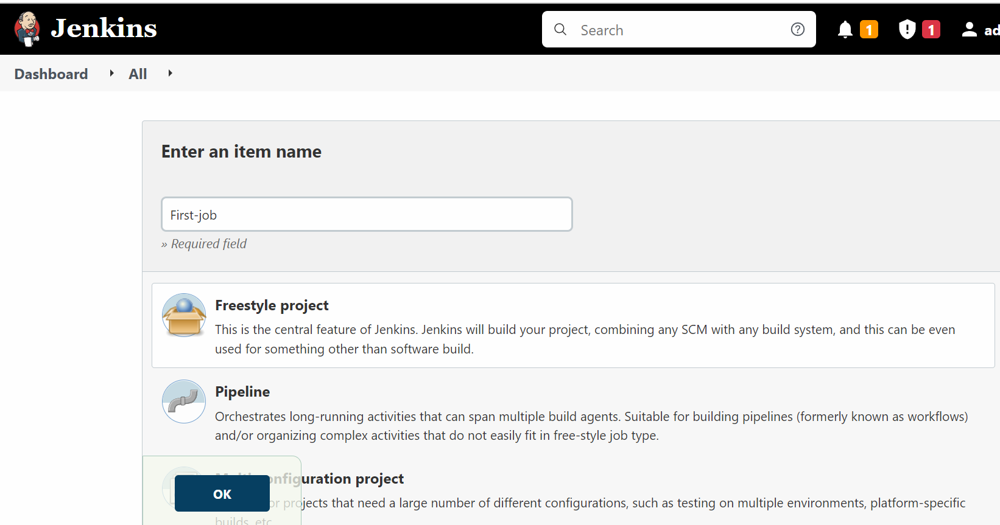 Jenkins
Search
1
1
ad
Dashboard
All
Enter an item name
First-job
» Required field
Freestyle project
This is the central feature of Jenkins. Jenkins will build your project, combining any SCM with any build system, and this can be even
used for something other than software build.
Pipeline
Orchestrates long-running activities that can span multiple build agents. Suitable for building pipelines (formerly known as workflows)
and/or organizing complex activities that do not easily fit in free-style job type.
Multi-configuration project
or projects that need a large number of different configurations, such as testing on multiple environments, platform-specific
builds, etc.
OK